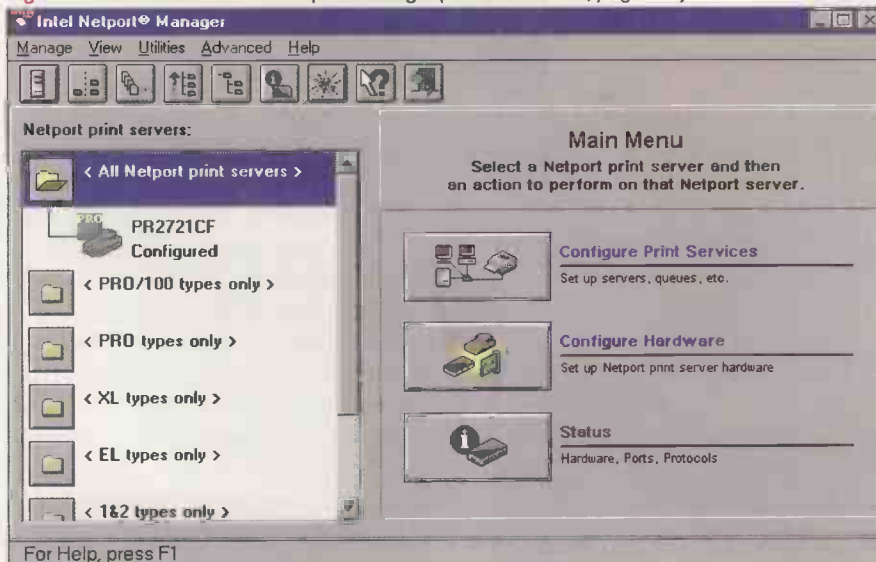 Intel Netport® Manager
Manage View Utilities Advanced Help
Netport print servers:
< All Netport print servers >
PRO
PR2721CF
Configured
< PRO/100 types only >
< PRO types only >
< XL types only >
< EL types only >
< 1&2 types only >
Main Menu
Select a Netport print server and then
an action to perform on that Netport server.
Configure Print Services
Set up servers, queues, etc.
Configure Hardware
Set up Netport print server hardware
Status
Hardware, Ports, Protocols
For Help, press F1